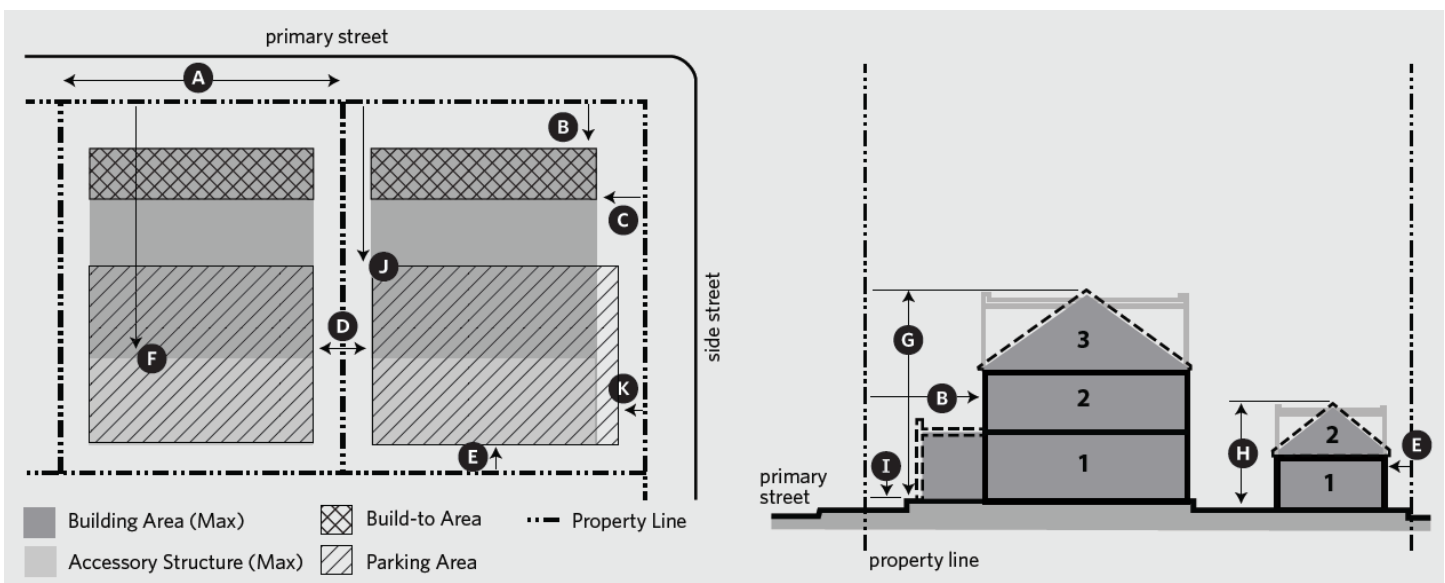 primary street
A
B
C
J
D
F
K
E
side street
Building Area (Max)
Build-to Area
Property Line
Accessory Structure (Max)
Parking Area
G
3
B
2
H
2
E
I
1
1
primary
street
property line